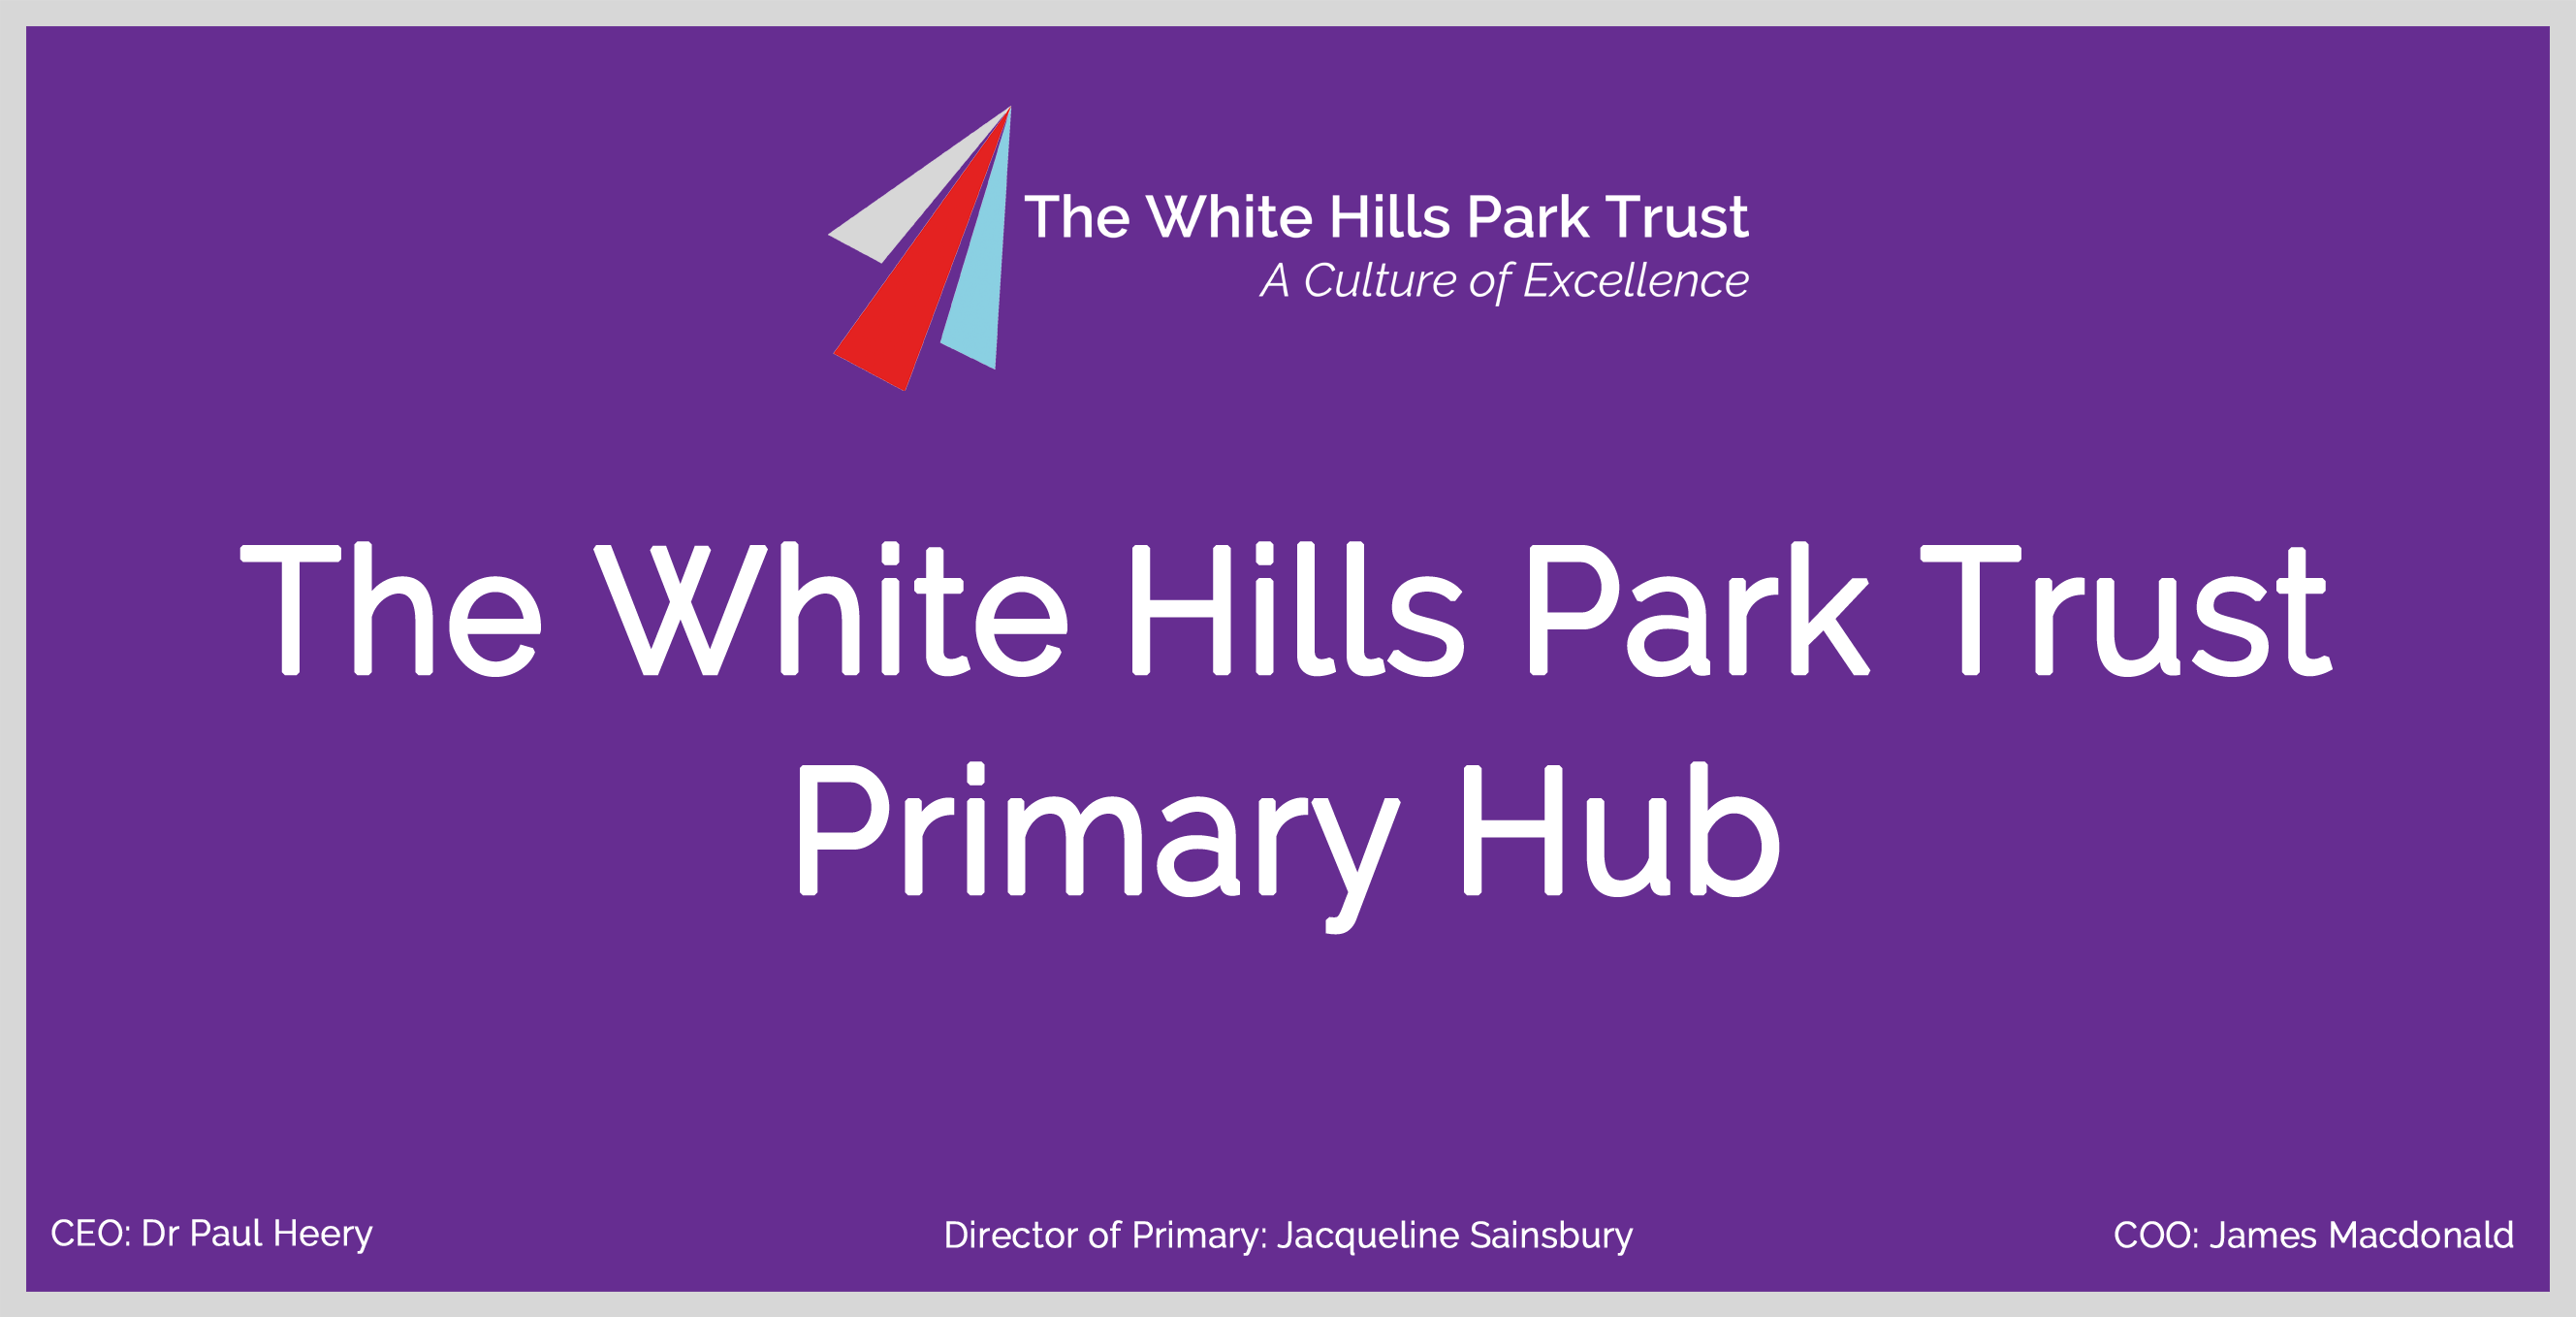 The White Hills Park Trust
A Culture of Excellence
The White Hills Park Trust
Primary Hub
CEO: Dr Paul Heery
Director of Primary: Jacqueline Sainsbury
COO: James Macdonald